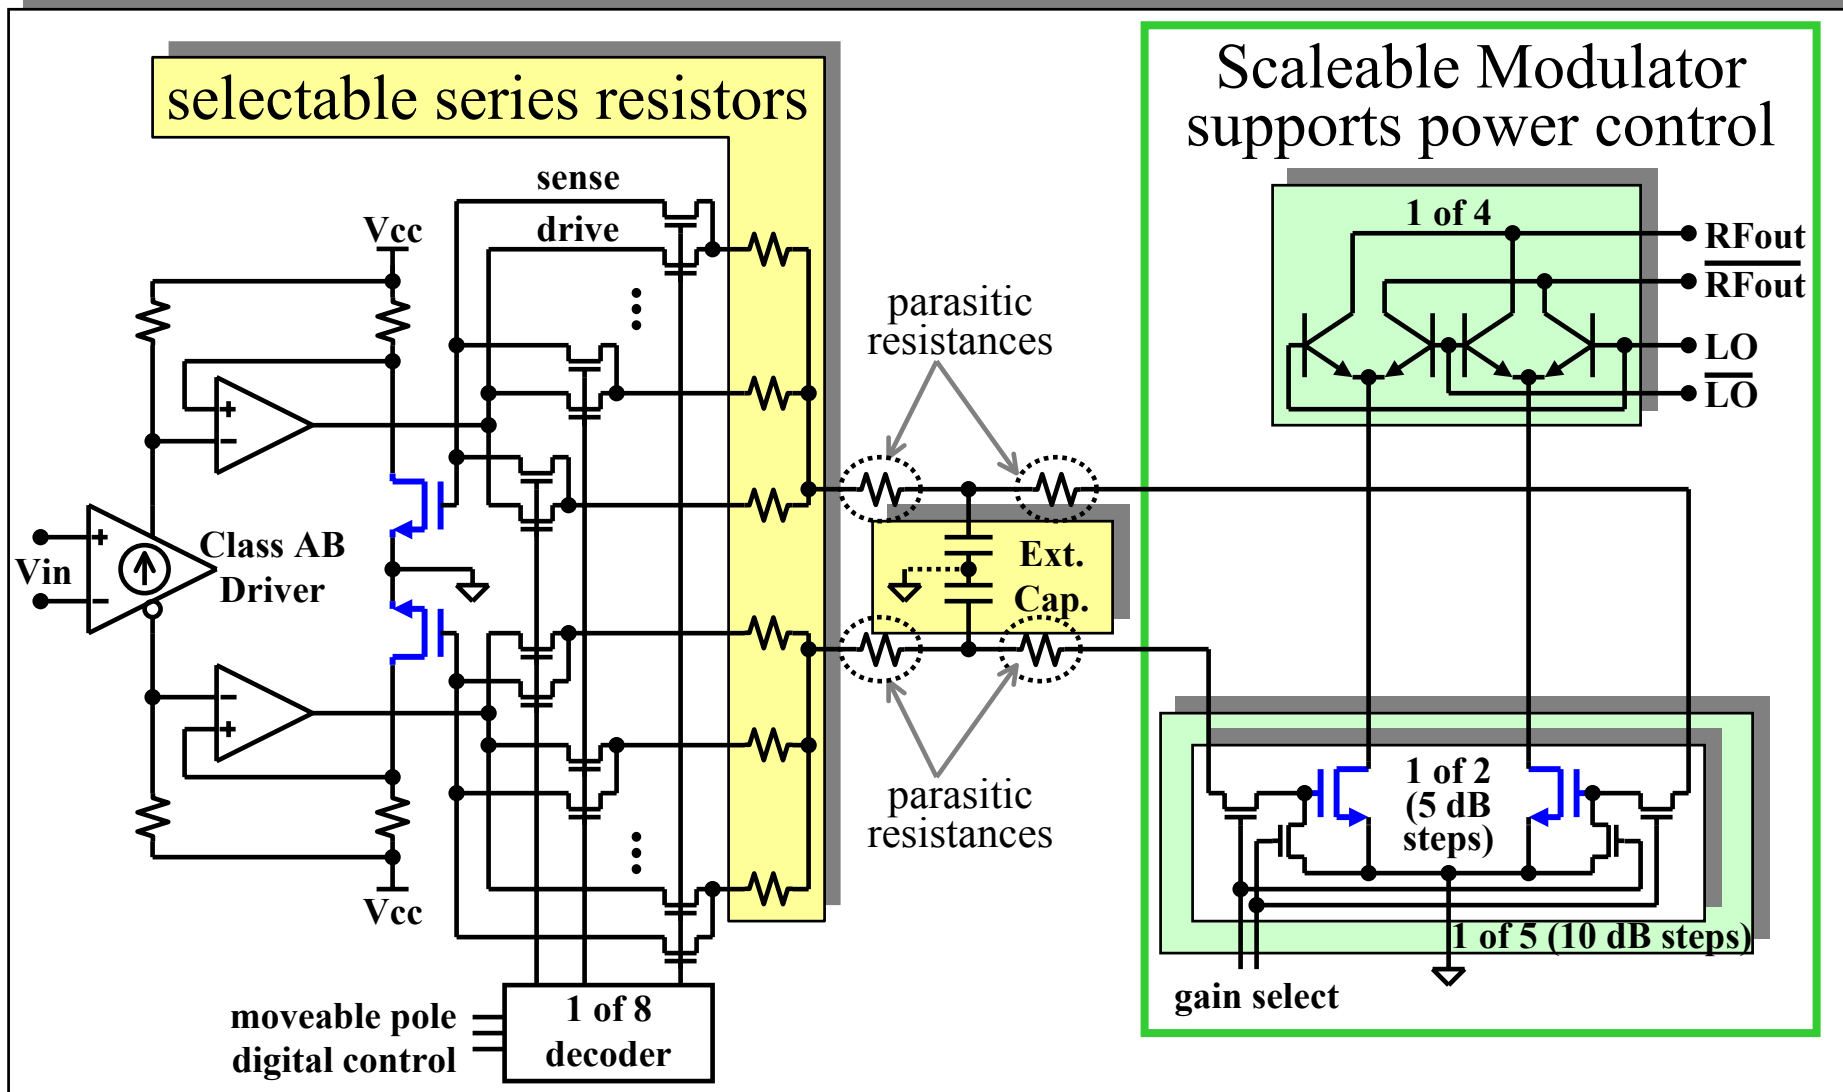 selectable series resistors
Scaleable Modulator
supports power control
sense
drive
Vcc
1 of 4
RFout
RFout
LO
LO
parasitic
resistances
+
−
+
−
Vin
Class AB
Driver
Ext.
Cap.
−
+
parasitic
resistances
1 of 2
(5 dB
steps)
Vcc
1 of 5 (10 dB steps)
gain select
moveable pole
digital control
1 of 8
decoder